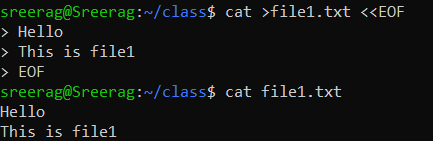 sreerag@Sreerag:~/class$ cat >file1.txt <<EOF
> Hello
> This is file1
> EOF
sreerag@Sreerag:~/class$ cat file1.txt
Hello
This is file1